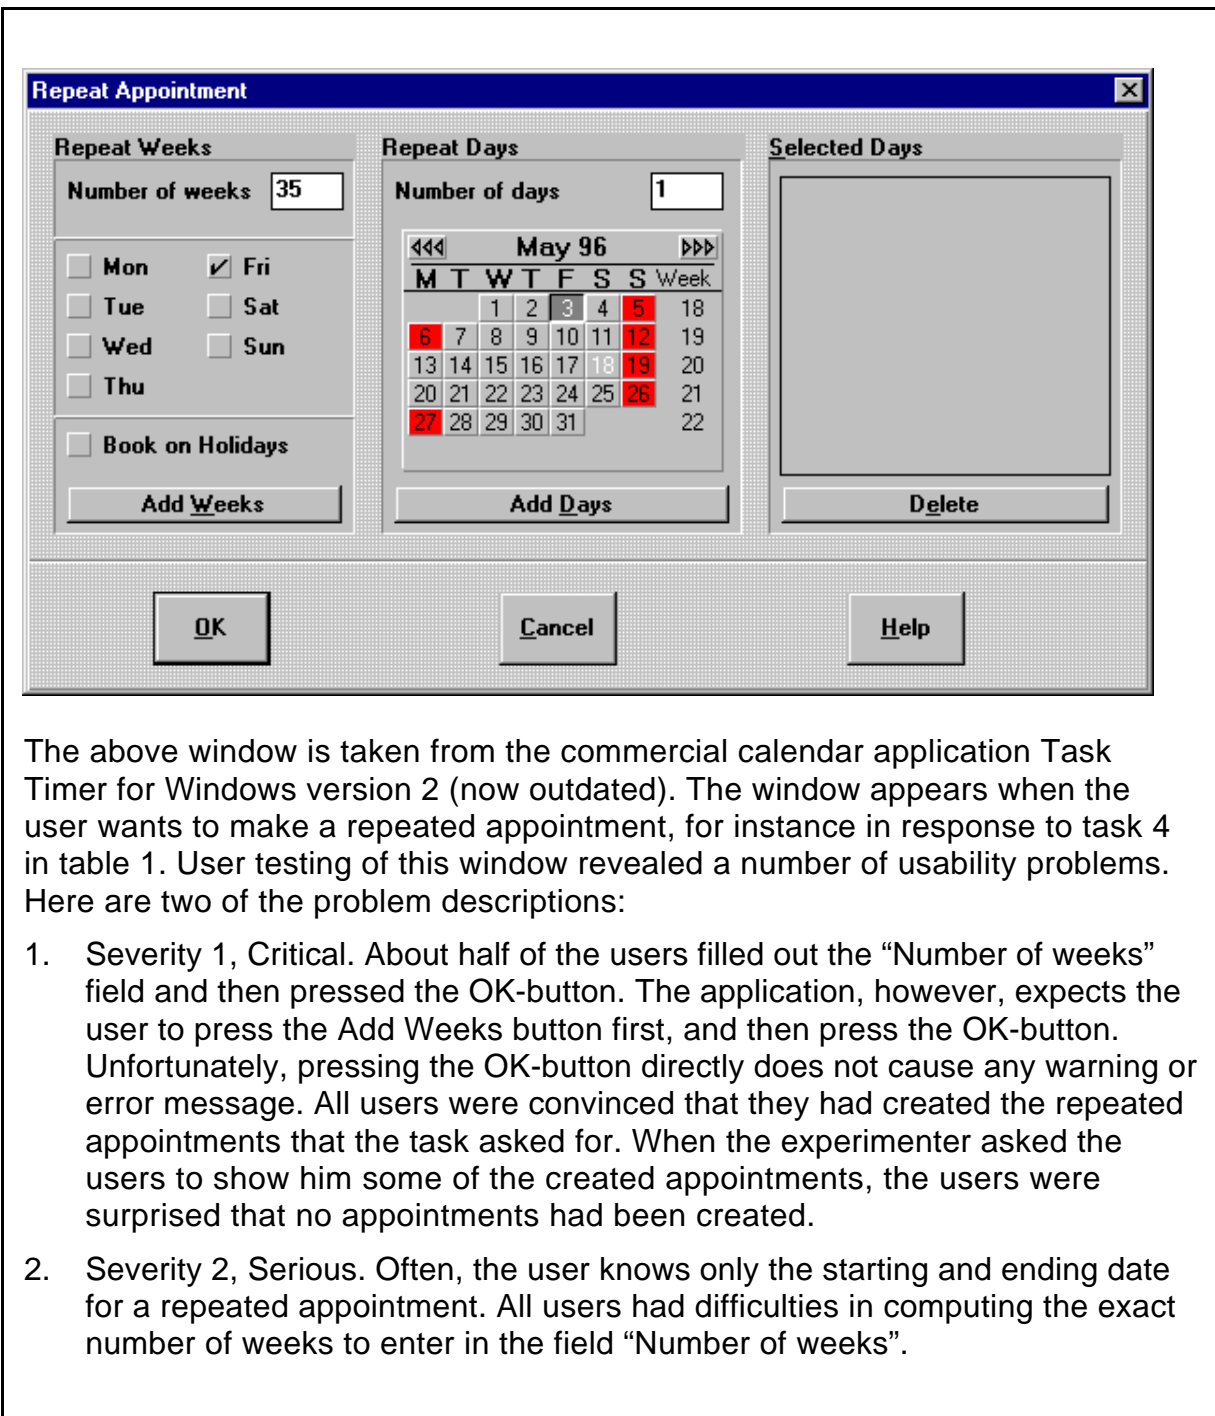 Repeat Appointment
Repeat Weeks
Number of weeks 35
Mon Fri
Tue Sat
Wed Sun
Thu
Book on Holidays
Add Weeks
Repeat Days
Number of days 1
May 96
M T W T F S S Week
1 2 3 4 5 18
6 7 8 9 10 11 12 19
13 14 15 16 17 18 19 20
20 21 22 23 24 25 26 21
27 28 29 30 31 22
Add Days
Selected Days
Delete
OK Cancel Help
The above window is taken from the commercial calendar application Task
Timer for Windows version 2 (now outdated). The window appears when the
user wants to make a repeated appointment, for instance in response to task 4
in table 1. User testing of this window revealed a number of usability problems.
Here are two of the problem descriptions:
1. Severity 1, Critical. About half of the users filled out the “Number of weeks”
field and then pressed the OK-button. The application, however, expects the
user to press the Add Weeks button first, and then press the OK-button.
Unfortunately, pressing the OK-button directly does not cause any warning or
error message. All users were convinced that they had created the repeated
appointments that the task asked for. When the experimenter asked the
users to show him some of the created appointments, the users were
surprised that no appointments had been created.
2. Severity 2, Serious. Often, the user knows only the starting and ending date
for a repeated appointment. All users had difficulties in computing the exact
number of weeks to enter in the field “Number of weeks”.